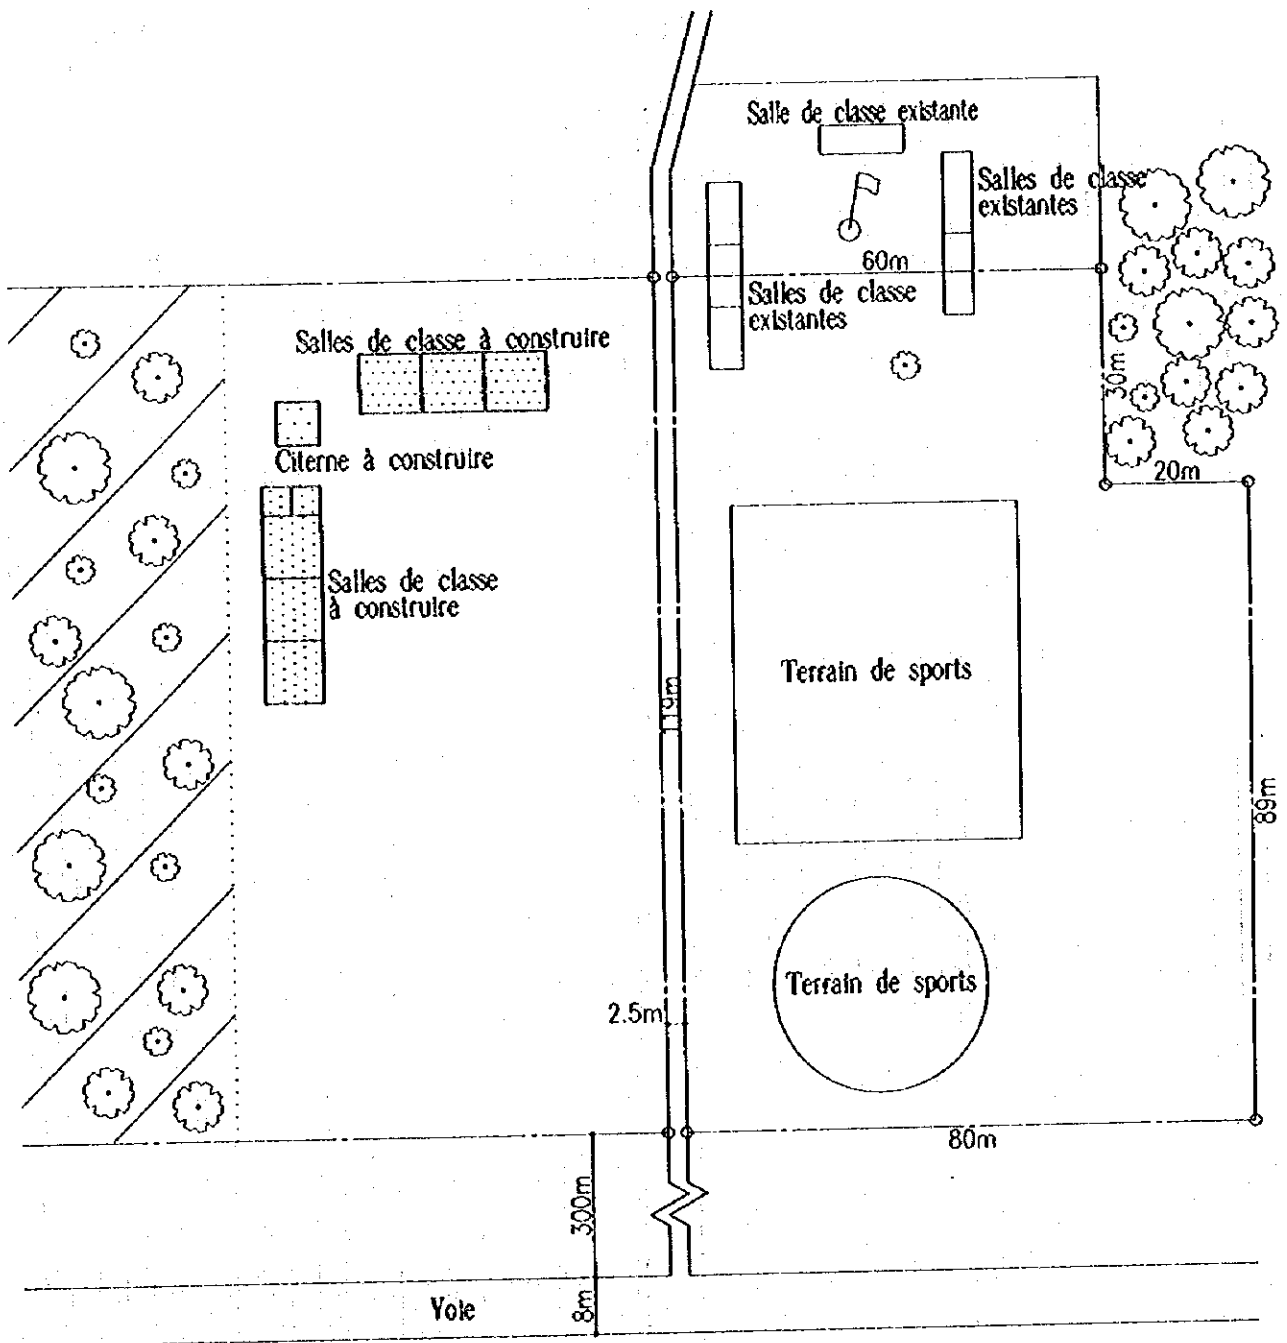 Salle de classe existante
Salles de classe
existantes
60m
Salles de classe
existantes
Salles de classe à construire
30m
Citerne à construire
20m
Salles de classe
à construire
Terrain de sports
119m
89m
Terrain de sports
2.5m
80m
300m
Voie
8m